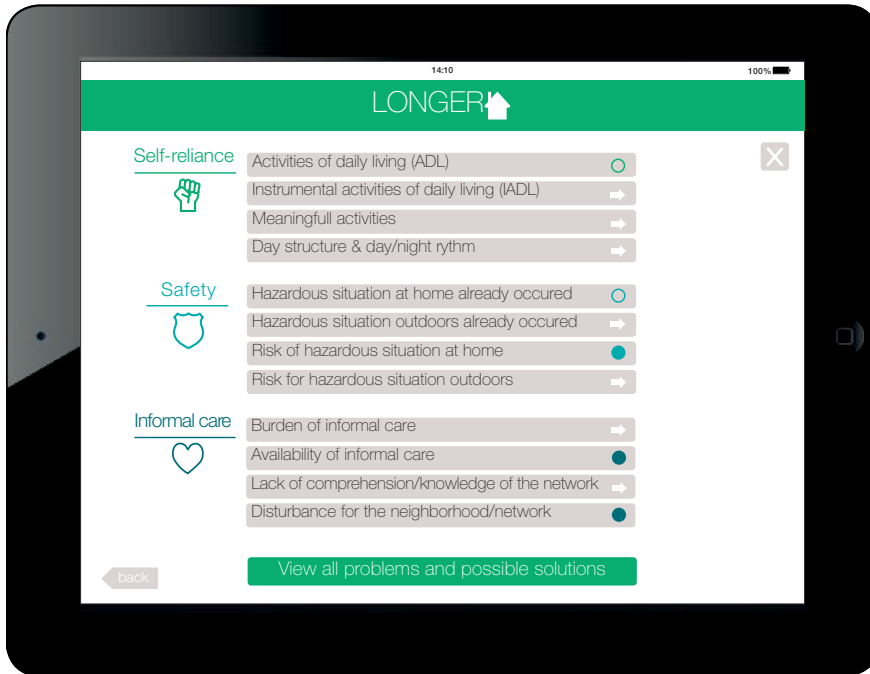 14:10
100%
LONGER
Self-reliance
Activities of daily living (ADL)
Instrumental activities of daily living (IADL)
Meaningfull activities
Day structure & day/night rythm
Safety
Hazardous situation at home already occured
Hazardous situation outdoors already occured
Risk of hazardous situation at home
Risk for hazardous situation outdoors
Informal care
Burden of informal care
Availability of informal care
Lack of comprehension/knowledge of the network
Disturbance for the neighborhood/network
back
View all problems and possible solutions